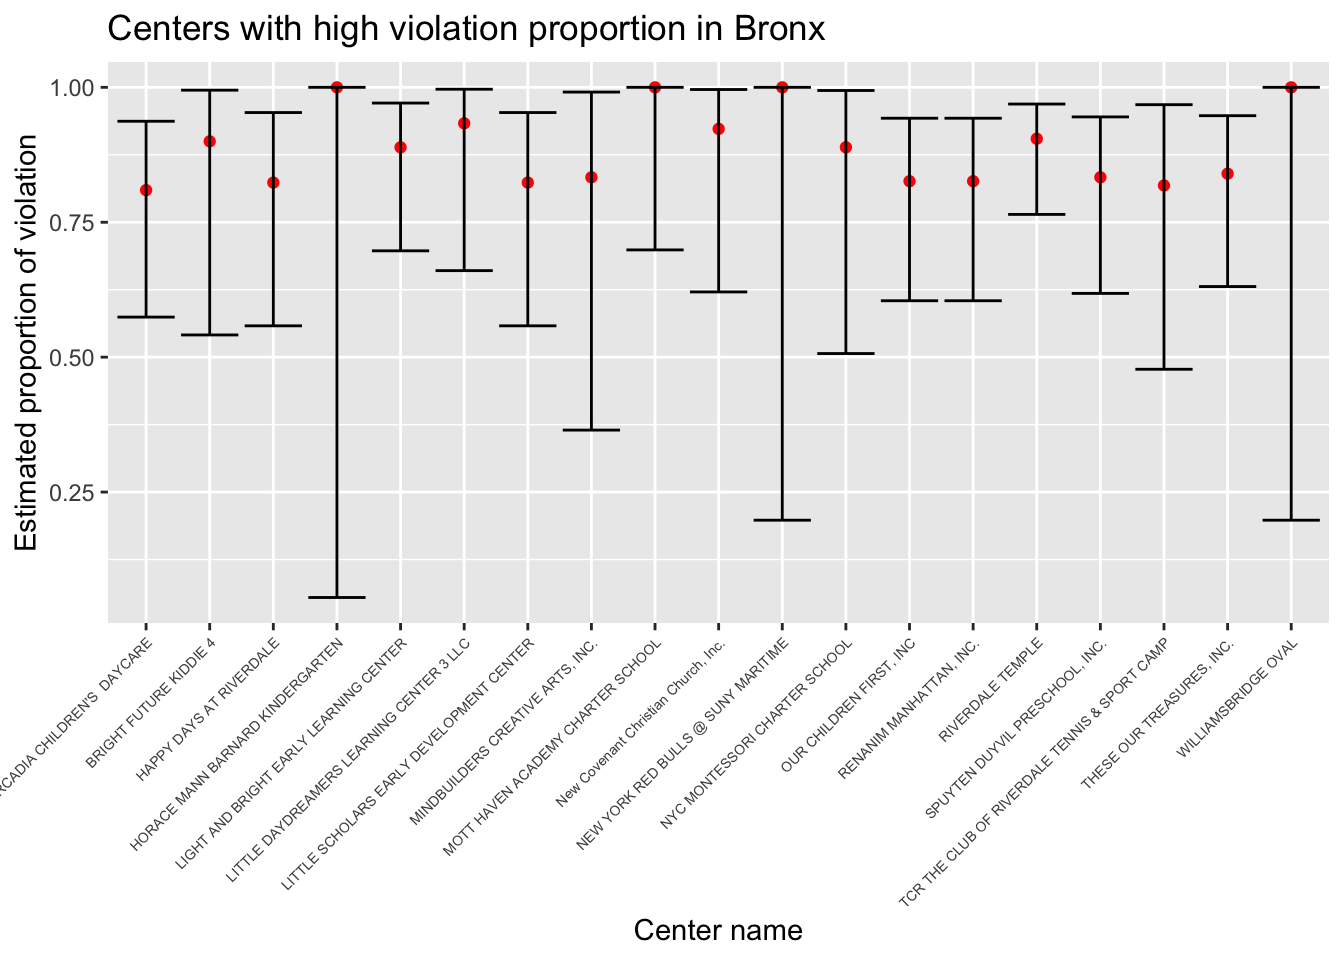 Centers with high violation proportion in Bronx
Estimated proportion of violation
1.00
0.75
0.50
0.25
CHILDREN'S DAYCARE
BRIGHT FUTURE KIDDIE 4
HAPPY DAYS AT RIVERDALE
HORACE MANN BARNARD KINDERGARTEN
LIGHT AND BRIGHT EARLY LEARNING CENTER
LITTLE DAYDREAMERS LEARNING CENTER 3 LLC
LITTLE SCHOLARS EARLY DEVELOPMENT CENTER
MINDBUILDERS CREATIVE ARTS, INC.
MOTT HAVEN ACADEMY CHARTER SCHOOL
New Covenant Christian Church, Inc.
NEW YORK RED BULLS @ SUNY MARITIME
NYC MONTESSORI CHARTER SCHOOL
OUR CHILDREN FIRST, INC
RENANIM MANHATTAN, INC.
RIVERDALE TEMPLE
SPUYTEN DUYVIL PRESCHOOL, INC.
TCR THE CLUB OF RIVERDALE TENNIS & SPORT CAMP
THESE OUR TREASURES, INC.
WILLIAMSBRIDGE OVAL
Center name